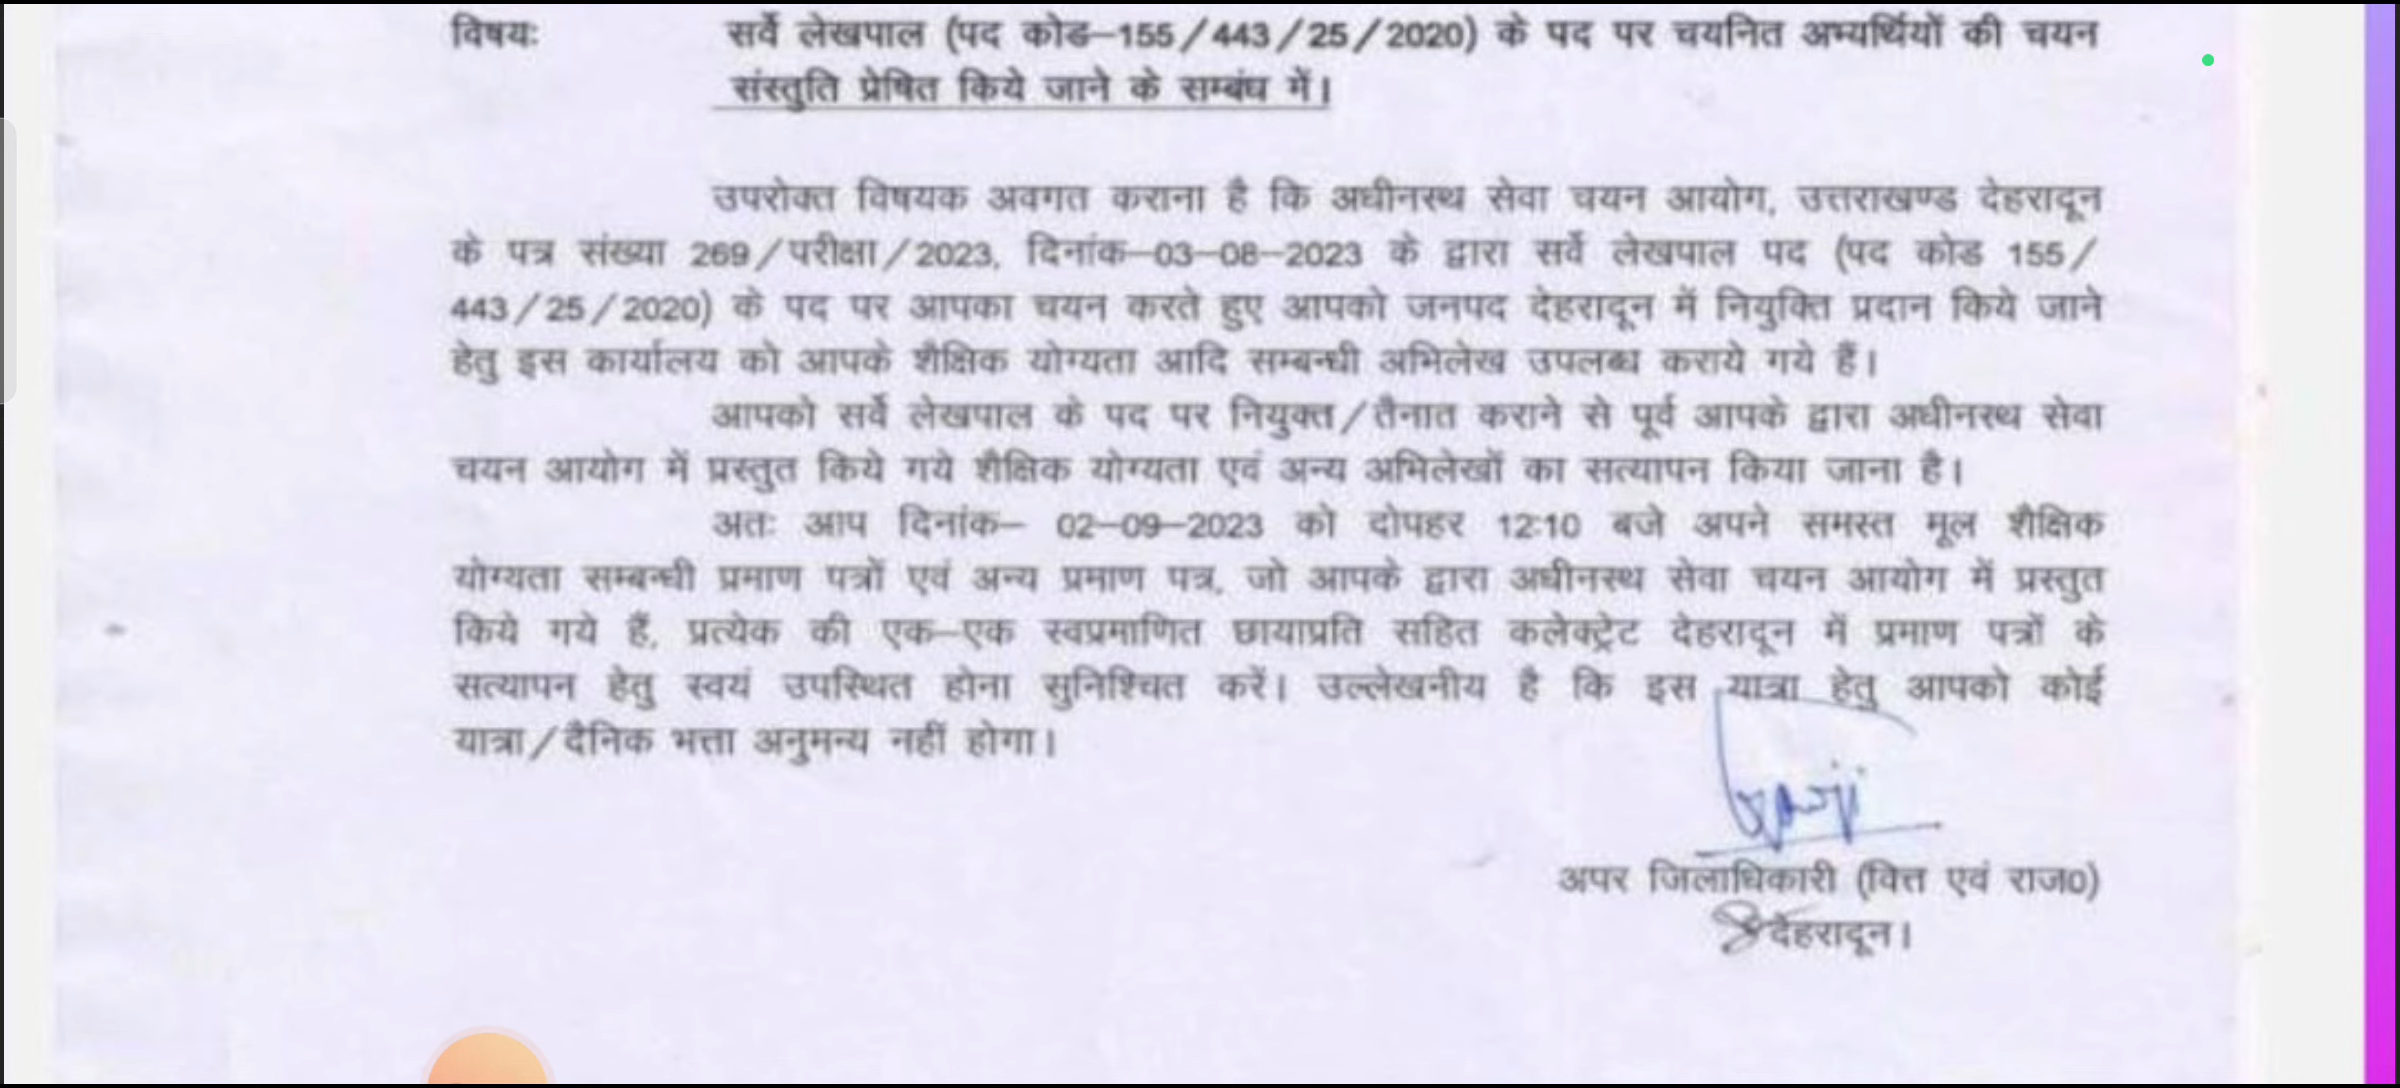 विषयः सर्वे लेखपाल (पद कोड–155/443/25/2020) के पद पर चयनित अभ्यर्थियों की चयन
संस्तुति प्रेषित किये जाने के सम्बंध में।
उपरोक्त विषयक अवगत कराना है कि अधीनस्थ सेवा चयन आयोग, उत्तराखण्ड देहरादून
के पत्र संख्या 269/परीक्षा/2023, दिनांक–03–08–2023 के द्वारा सर्वे लेखपाल पद (पद कोड 155/
443/25/2020) के पद पर आपका चयन करते हुए आपको जनपद देहरादून में नियुक्ति प्रदान किये जाने
हेतु इस कार्यालय को आपके शैक्षिक योग्यता आदि सम्बन्धी अभिलेख उपलब्ध कराये गये हैं।
आपको सर्वे लेखपाल के पद पर नियुक्त/तैनात कराने से पूर्व आपके द्वारा अधीनस्थ सेवा
चयन आयोग में प्रस्तुत किये गये शैक्षिक योग्यता एवं अन्य अभिलेखों का सत्यापन किया जाना है।
अतः आप दिनांक– 02–09–2023 को दोपहर 12:10 बजे अपने समस्त मूल शैक्षिक
योग्यता सम्बन्धी प्रमाण पत्रों एवं अन्य प्रमाण पत्र, जो आपके द्वारा अधीनस्थ सेवा चयन आयोग में प्रस्तुत
किये गये हैं, प्रत्येक की एक–एक स्वप्रमाणित छायाप्रति सहित कलेक्ट्रेट देहरादून में प्रमाण पत्रों के
सत्यापन हेतु स्वयं उपस्थित होना सुनिश्चित करें। उल्लेखनीय है कि इस यात्रा हेतु आपको कोई
यात्रा/दैनिक भत्ता अनुमन्य नहीं होगा।
अपर जिलाधिकारी (वित्त एवं राज0)
देहरादून।